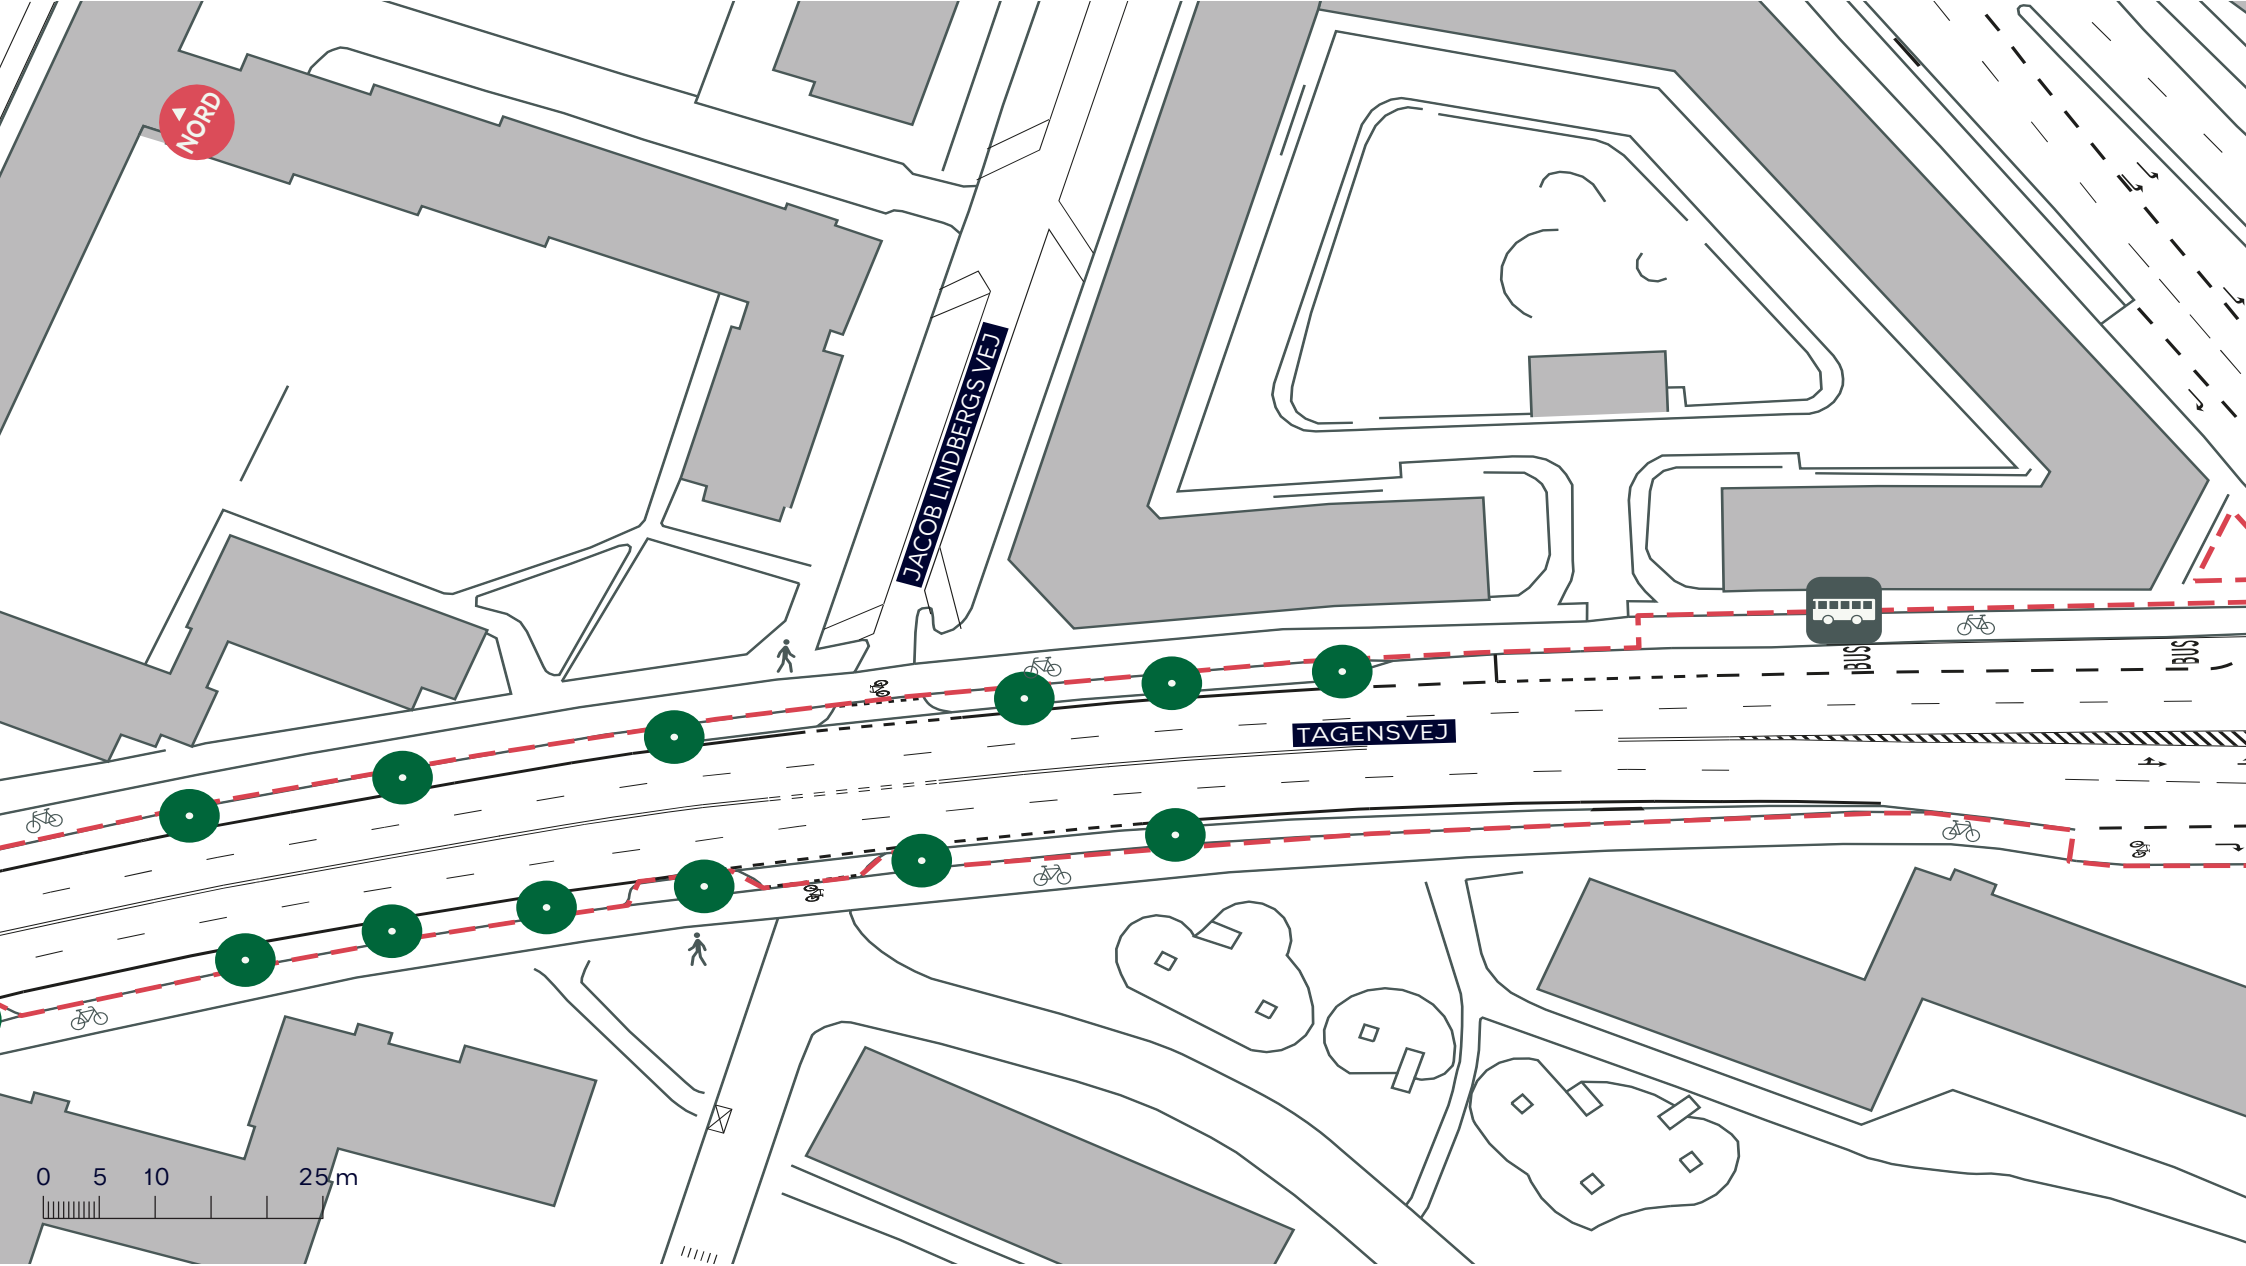 NORD
JACOB LINDBERGS VEJ
BUS
BUS
TAGENSVEJ
0 5 10 25 m